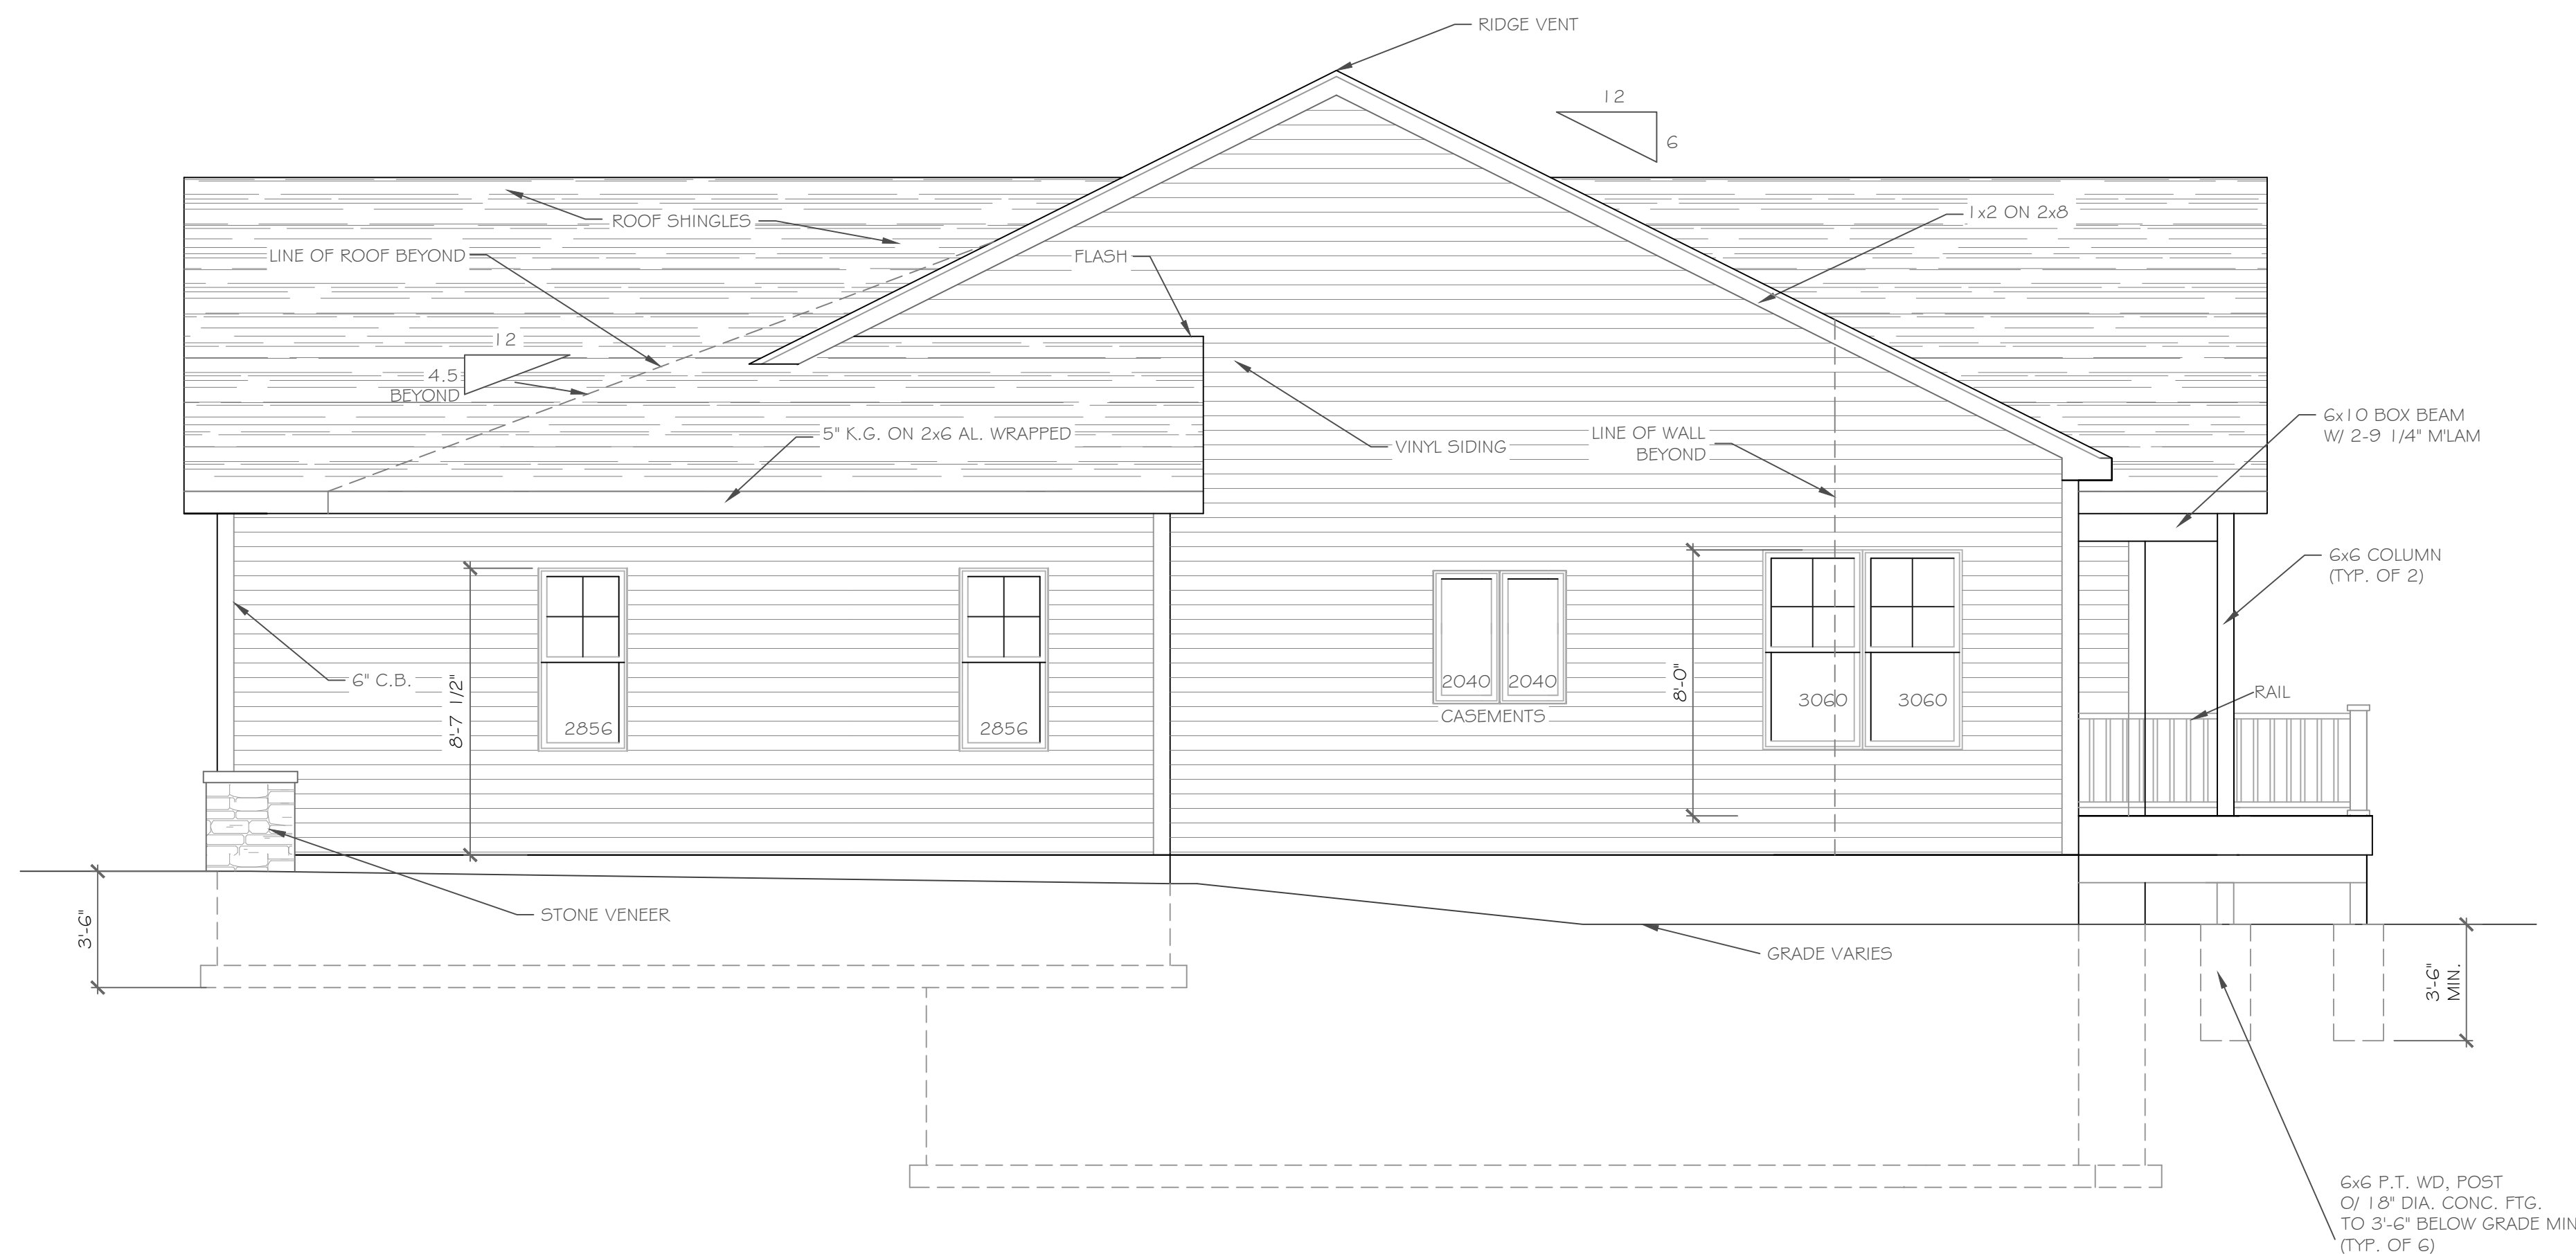 RIDGE VENT
12
6
ROOF SHINGLES
1x2 ON 2x8
LINE OF ROOF BEYOND
FLASH
12
4.5
BEYOND
6x10 BOX BEAM
W/ 2-9 1/4" M'LAM
5" K.G. ON 2x6 AL. WRAPPED
VINYL SIDING
LINE OF WALL
BEYOND
6x6 COLUMN
(TYP. OF 2)
6" C.B.
8'-7 1/2"
2856
2856
2040
2040
CASEMENTS
8'-0"
3060
3060
RAIL
3'-6"
STONE VENEER
GRADE VARIES
3'-6"
MIN.
6x6 P.T. WD, POST
O/ 18" DIA. CONC. FTG.
TO 3'-6" BELOW GRADE MIN
(TYP. OF 6)